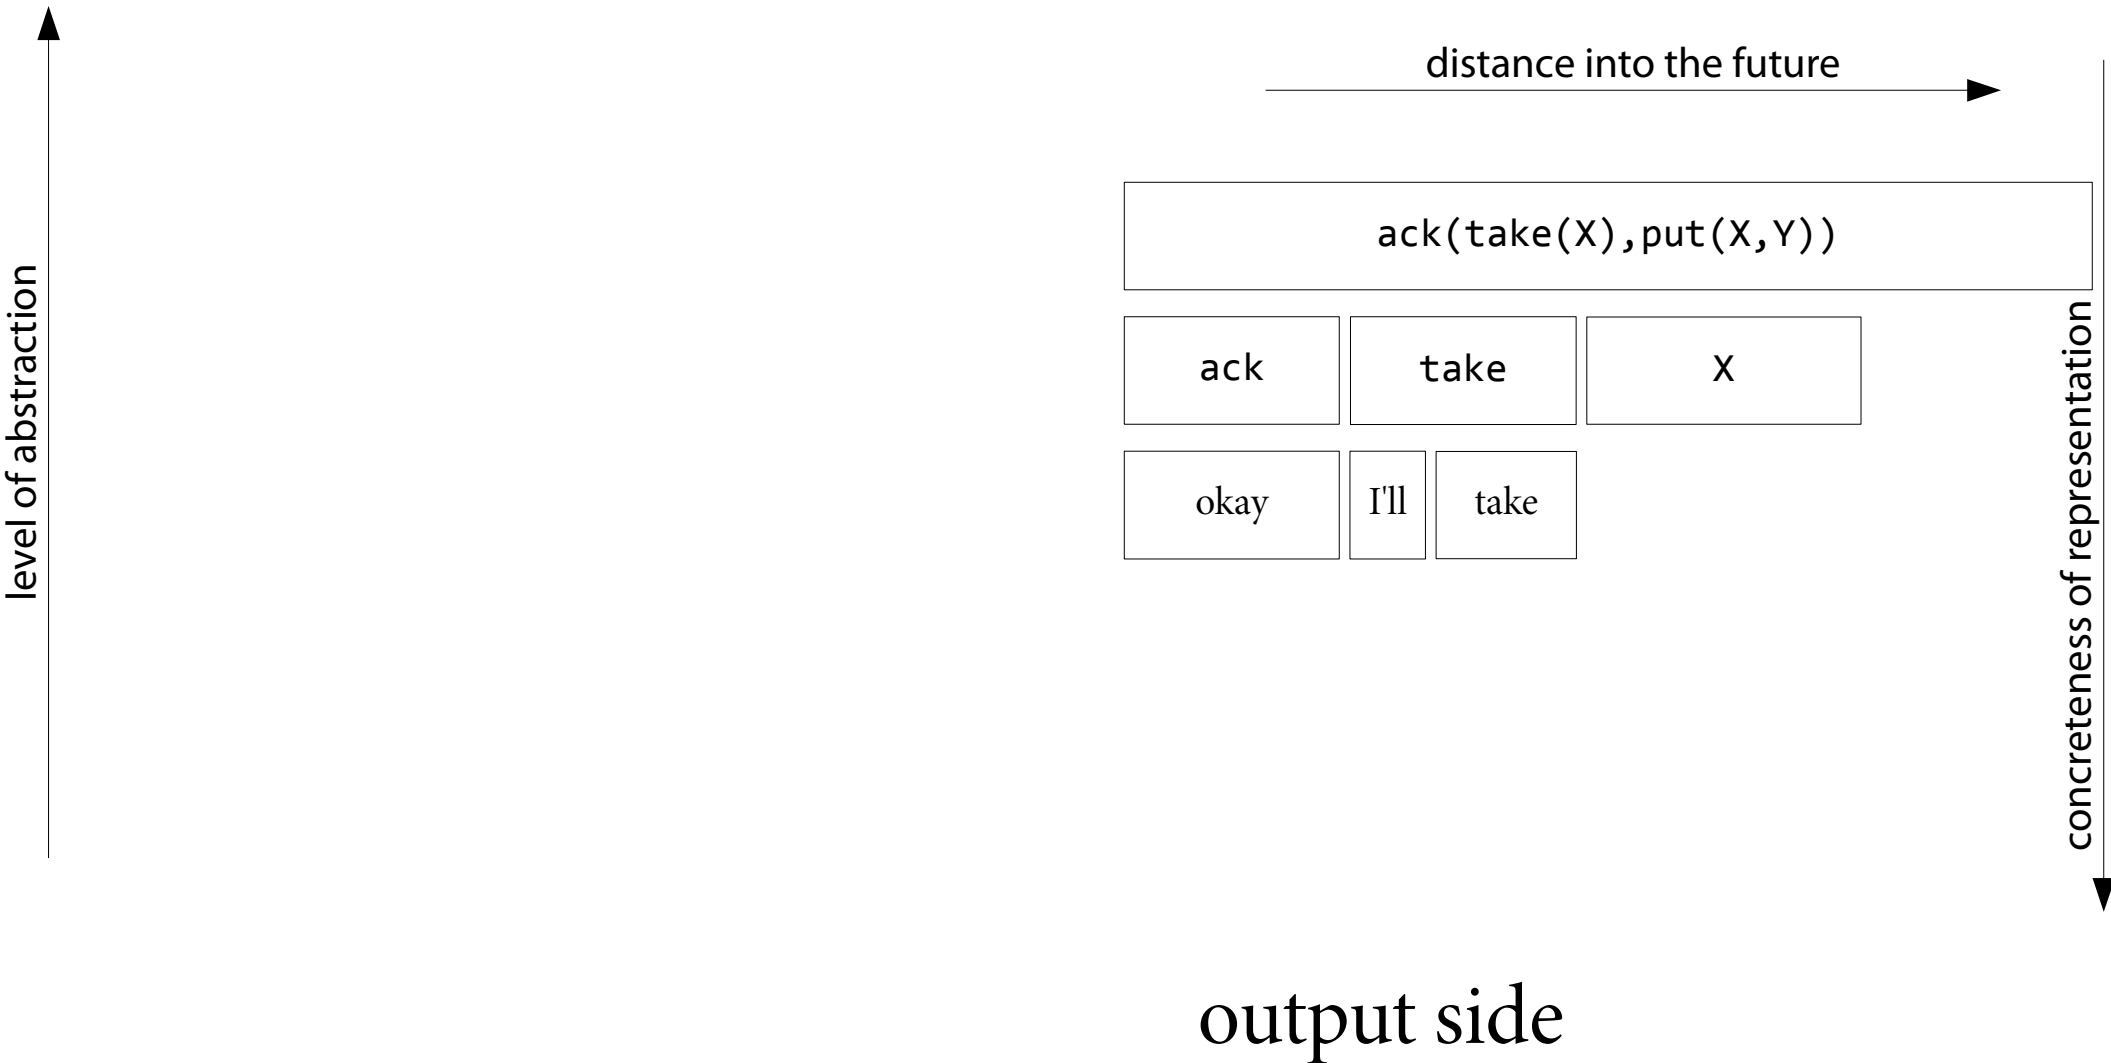 distance into the future
level of abstraction
ack(take(X),put(X,Y))
ack take X
okay I'll take
concreteness of representation
output side